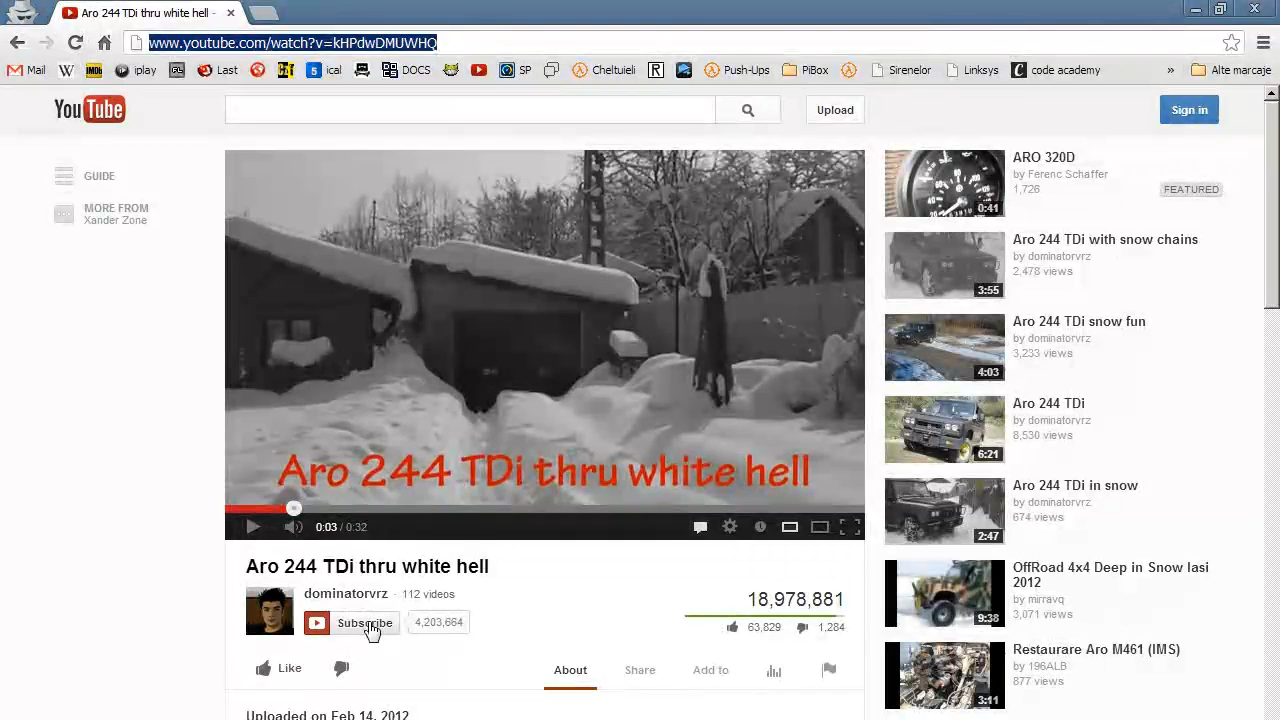 Aro 244 TDi thru white hell -
www.youtube.com/watch?v=kHPdwDMUWHQ
Mail iplay Last ical DOCS SP Cheltuieli Push-Ups PiBox Sirenelor Linksys code academy » Alte marcaje
YouTube
Upload
Sign in
GUIDE
MORE FROM
Xander Zone
Aro 244 TDi thru white hell
0:03 / 0:32
Aro 244 TDi thru white hell
dominatorvrz · 112 videos
Subscribe 4,203,664
18,978,881
63,829 1,284
Like
About Share Add to
Uploaded on Feb 14, 2012
ARO 320D
by Ferenc Schaffer
1,726
FEATURED
0:41
Aro 244 TDi with snow chains
by dominatorvrz
2,478 views
3:55
Aro 244 TDi snow fun
by dominatorvrz
3,233 views
4:03
Aro 244 TDi
by dominatorvrz
8,530 views
6:21
Aro 244 TDi in snow
by dominatorvrz
674 views
2:47
OffRoad 4x4 Deep in Snow Iasi
2012
by mirravq
3,071 views
9:38
Restaurare Aro M461 (IMS)
by 196ALB
877 views
3:11